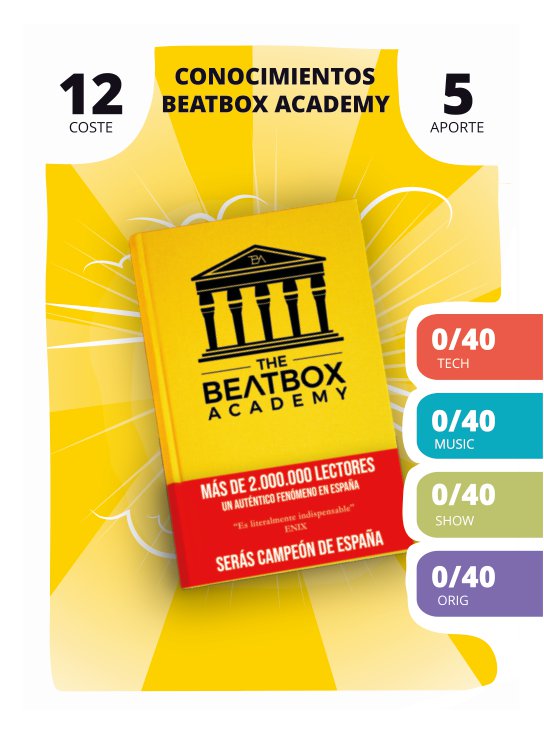 12
COSTE
CONOCIMIENTOS
BEATBOX ACADEMY
5
APORTE
BA
THE
BEATBOX
ACADEMY
MÁS DE 2.000.000 LECTORES
UN AUTÉNTICO FENÓMENO EN ESPAÑA
“Es literalmente indispensable”
ENIX
SERÁS CAMPEÓN DE ESPAÑA
0/40
TECH
0/40
MUSIC
0/40
SHOW
0/40
ORIG